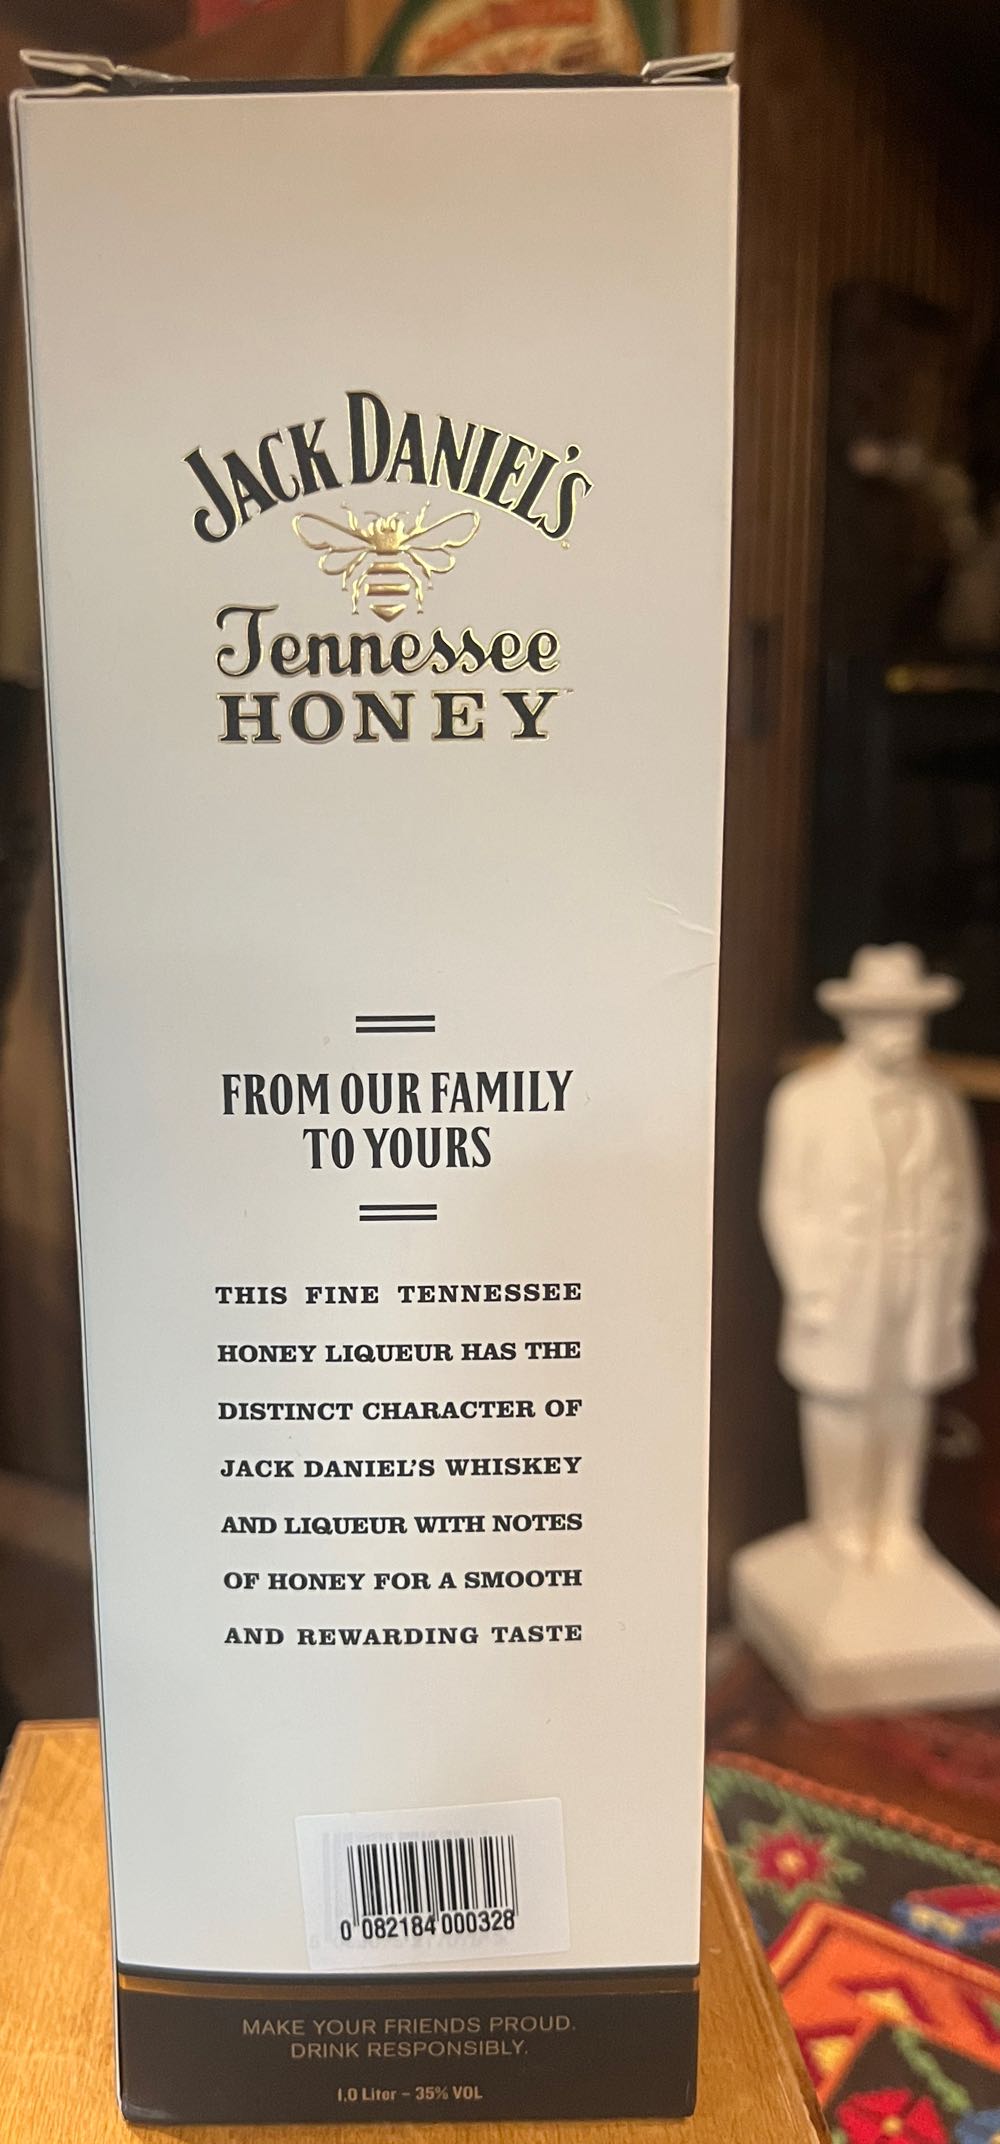 JACK DANIEL'S
Tennessee
HONEY™
FROM OUR FAMILY
TO YOURS
THIS FINE TENNESSEE
HONEY LIQUEUR HAS THE
DISTINCT CHARACTER OF
JACK DANIEL'S WHISKEY
AND LIQUEUR WITH NOTES
OF HONEY FOR A SMOOTH
AND REWARDING TASTE
0 082184 000328
MAKE YOUR FRIENDS PROUD.
DRINK RESPONSIBLY.
1,0 Liter – 35% VOL